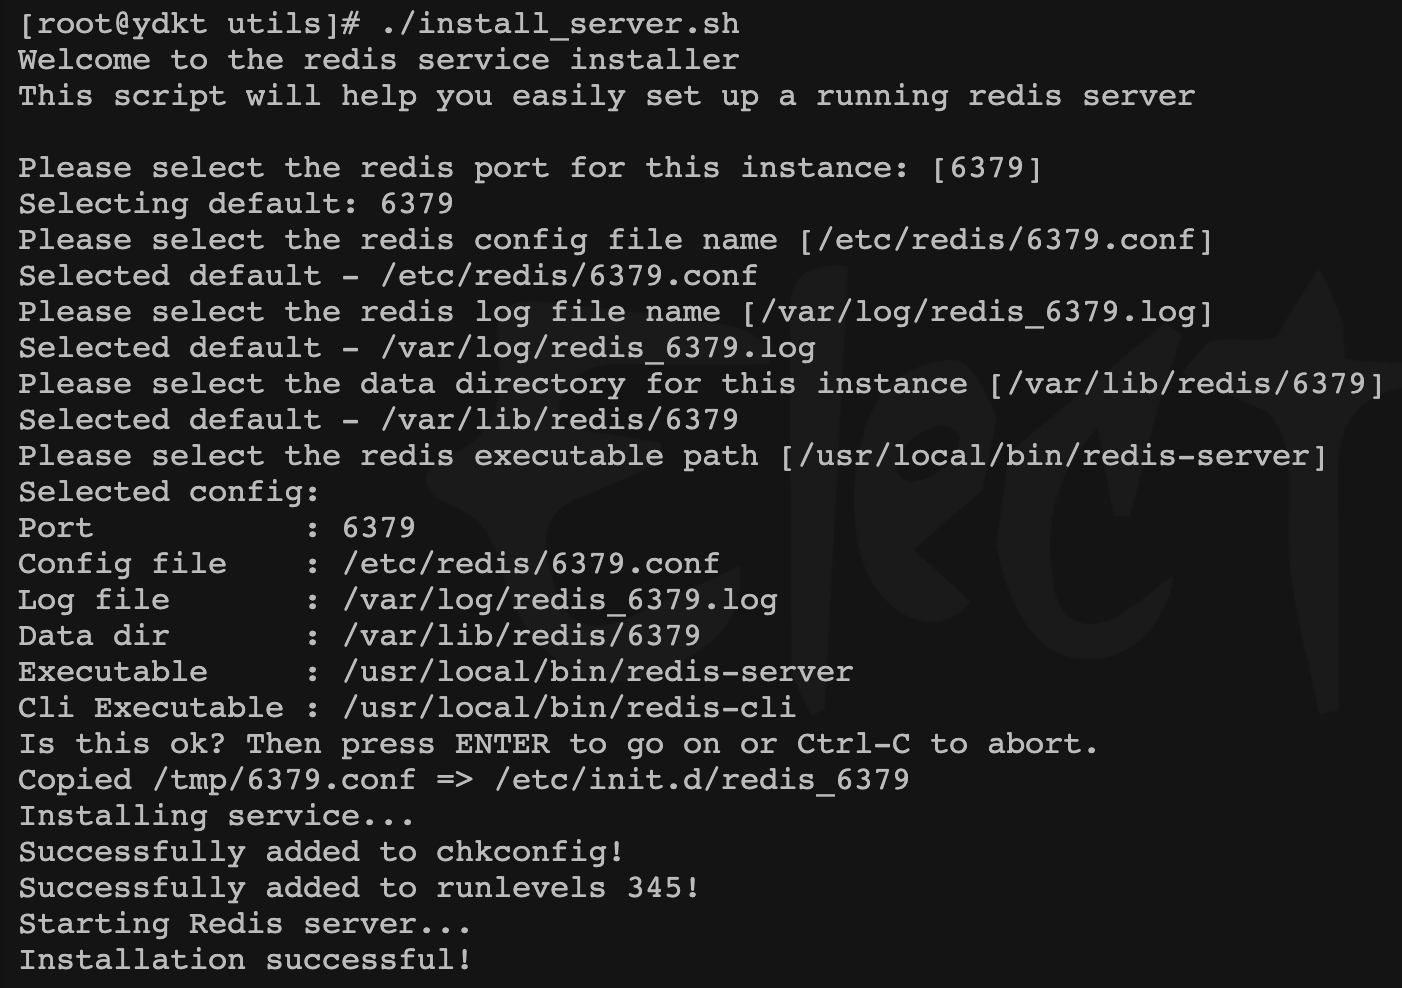 [root@ydkt utils]# ./install_server.sh
Welcome to the redis service installer
This script will help you easily set up a running redis server

Please select the redis port for this instance: [6379]
Selecting default: 6379
Please select the redis config file name [/etc/redis/6379.conf]
Selected default - /etc/redis/6379.conf
Please select the redis log file name [/var/log/redis_6379.log]
Selected default - /var/log/redis_6379.log
Please select the data directory for this instance [/var/lib/redis/6379]
Selected default - /var/lib/redis/6379
Please select the redis executable path [/usr/local/bin/redis-server]
Selected config:
Port           : 6379
Config file    : /etc/redis/6379.conf
Log file       : /var/log/redis_6379.log
Data dir       : /var/lib/redis/6379
Executable     : /usr/local/bin/redis-server
Cli Executable : /usr/local/bin/redis-cli
Is this ok? Then press ENTER to go on or Ctrl-C to abort.
Copied /tmp/6379.conf => /etc/init.d/redis_6379
Installing service...
Successfully added to chkconfig!
Successfully added to runlevels 345!
Starting Redis server...
Installation successful!